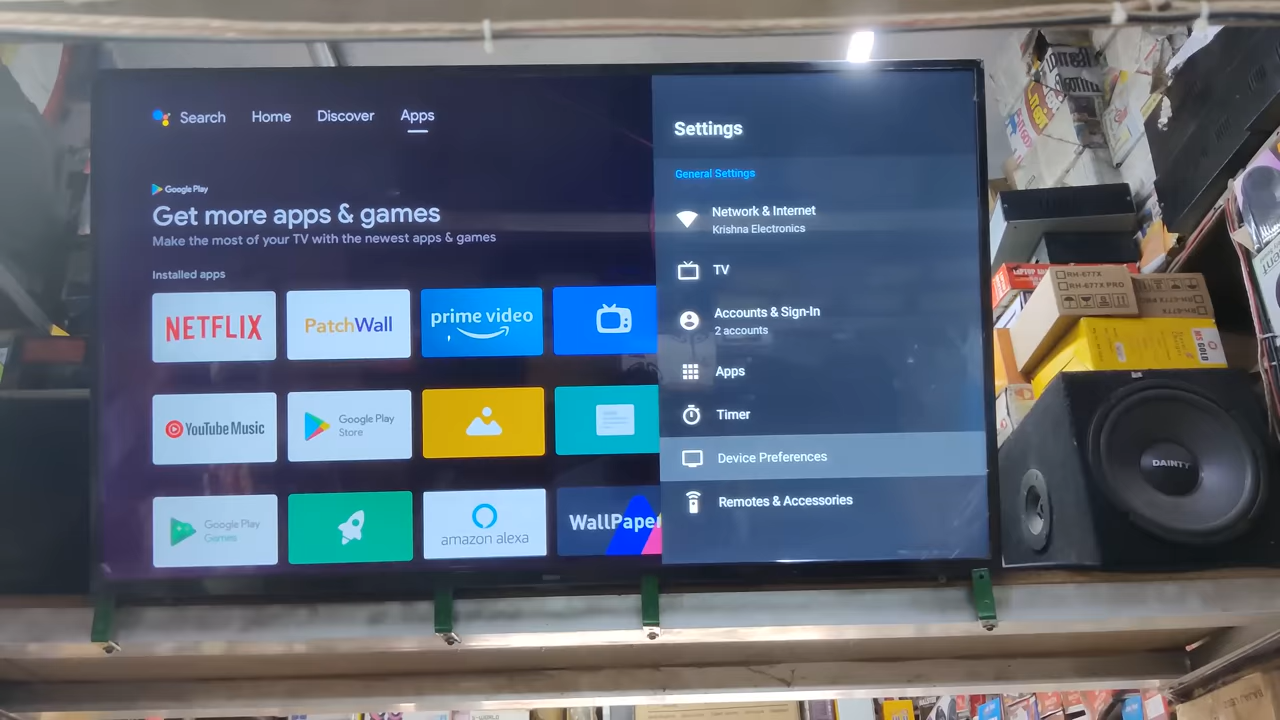 Search Home Discover Apps
Google Play
Get more apps & games
Make the most of your TV with the newest apps & games
Installed apps
NETFLIX
PatchWall
prime video
YouTube Music
Google Play
Store
Google Play
Games
amazon alexa
WallPaper
Settings
General Settings
Network & Internet
Krishna Electronics
TV
Accounts & Sign-In
2 accounts
Apps
Timer
Device Preferences
Remotes & Accessories
RH-677X
RH-677X PRO
GOLD
DAINTY